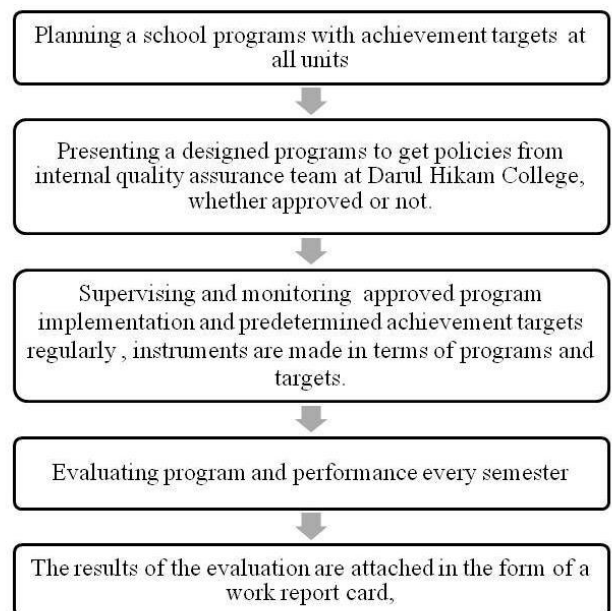 Planning a school programs with achievement targets at
all units
Presenting a designed programs to get policies from
internal quality assurance team at Darul Hikam College,
whether approved or not.
Supervising and monitoring approved program
implementation and predetermined achievement targets
regularly , instruments are made in terms of programs and
targets.
Evaluating program and performance every semester
The results of the evaluation are attached in the form of a
work report card,